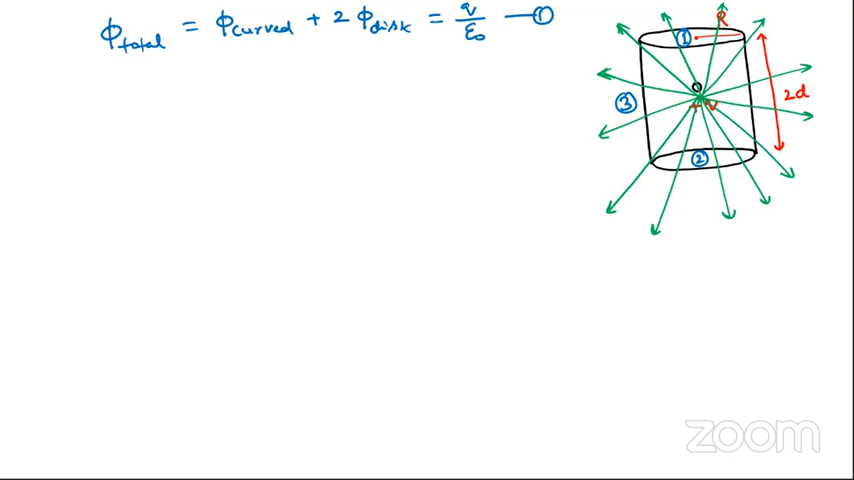 ϕtotal = ϕcurved + 2 ϕdisk = q/ε₀ —①
R
①
O
2d
③
+q
②
zoom